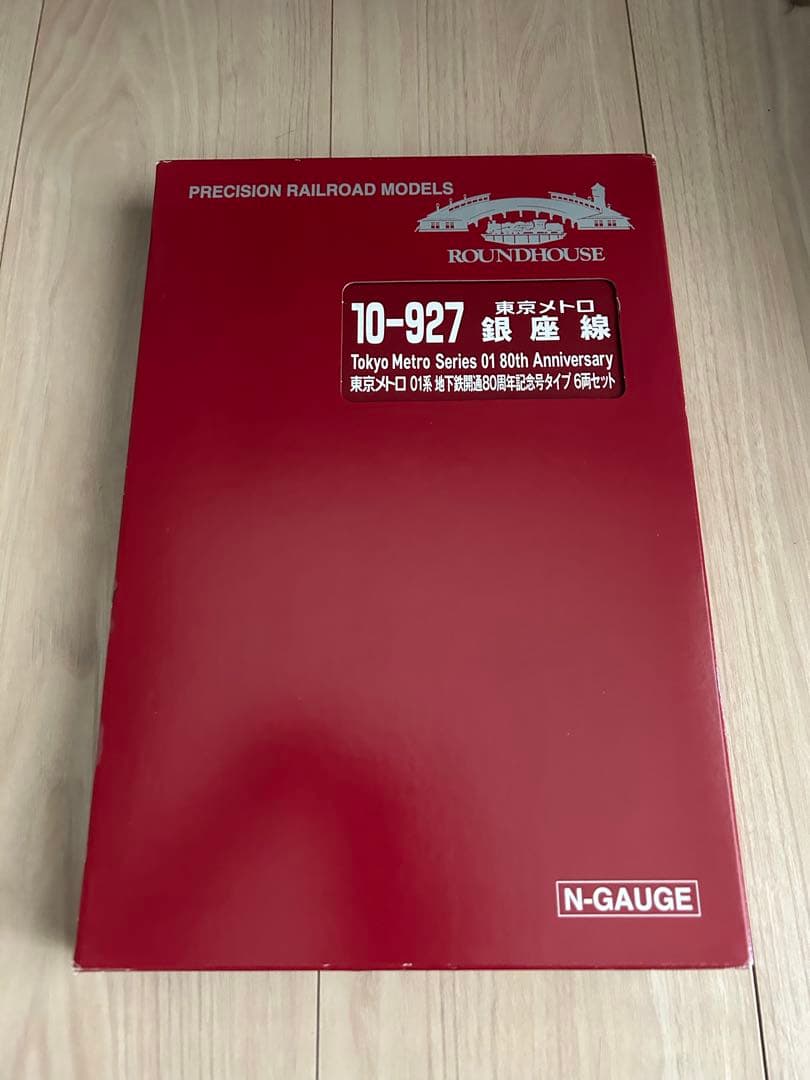 PRECISION RAILROAD MODELS
ROUNDHOUSE
10-927 東京メトロ 銀座線
Tokyo Metro Series 01 80th Anniversary
東京メトロ 01系 地下鉄開通80周年記念号タイプ 6両セット
N-GAUGE